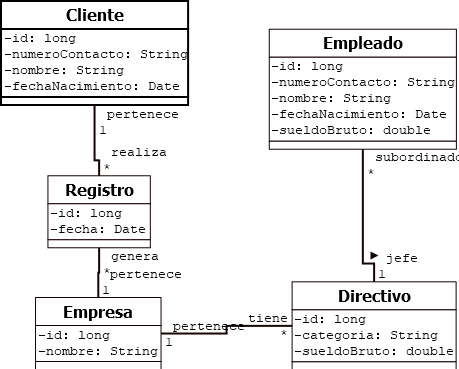 Cliente
-id: long
-numeroContacto: String
-nombre: String
-fechaNacimiento: Date
pertenece
1
realiza
*
Registro
-id: long
-fecha: Date
genera
*
pertenece
1
Empresa
-id: long
-nombre: String
pertenece
1
tiene
*
Empleado
-id: long
-numeroContacto: String
-nombre: String
-fechaNacimiento: Date
-sueldoBruto: double
subordinado
*
jefe
1
Directivo
-id: long
-categoria: String
-sueldoBruto: double